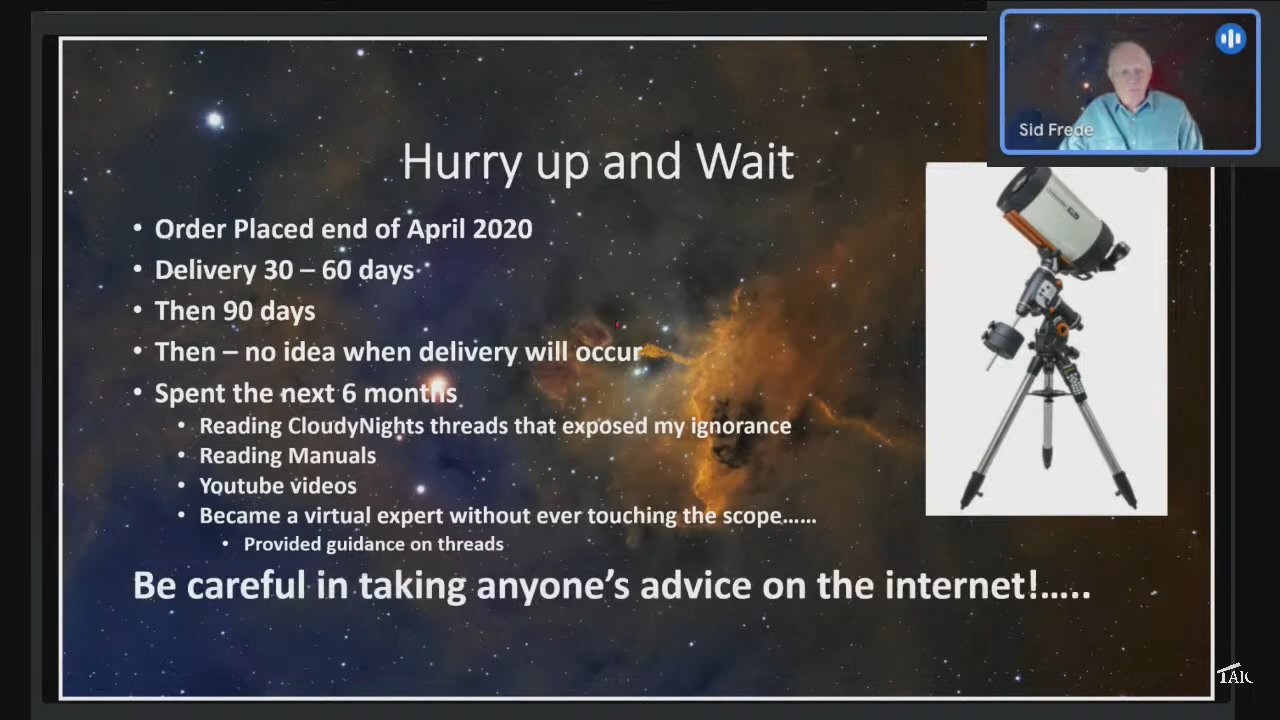 Sid Frede
Hurry up and Wait
• Order Placed end of April 2020
• Delivery 30 – 60 days
• Then 90 days
• Then – no idea when delivery will occur
• Spent the next 6 months
• Reading CloudyNights threads that exposed my ignorance
• Reading Manuals
• Youtube videos
• Became a virtual expert without ever touching the scope……
• Provided guidance on threads
Be careful in taking anyone’s advice on the internet!…..